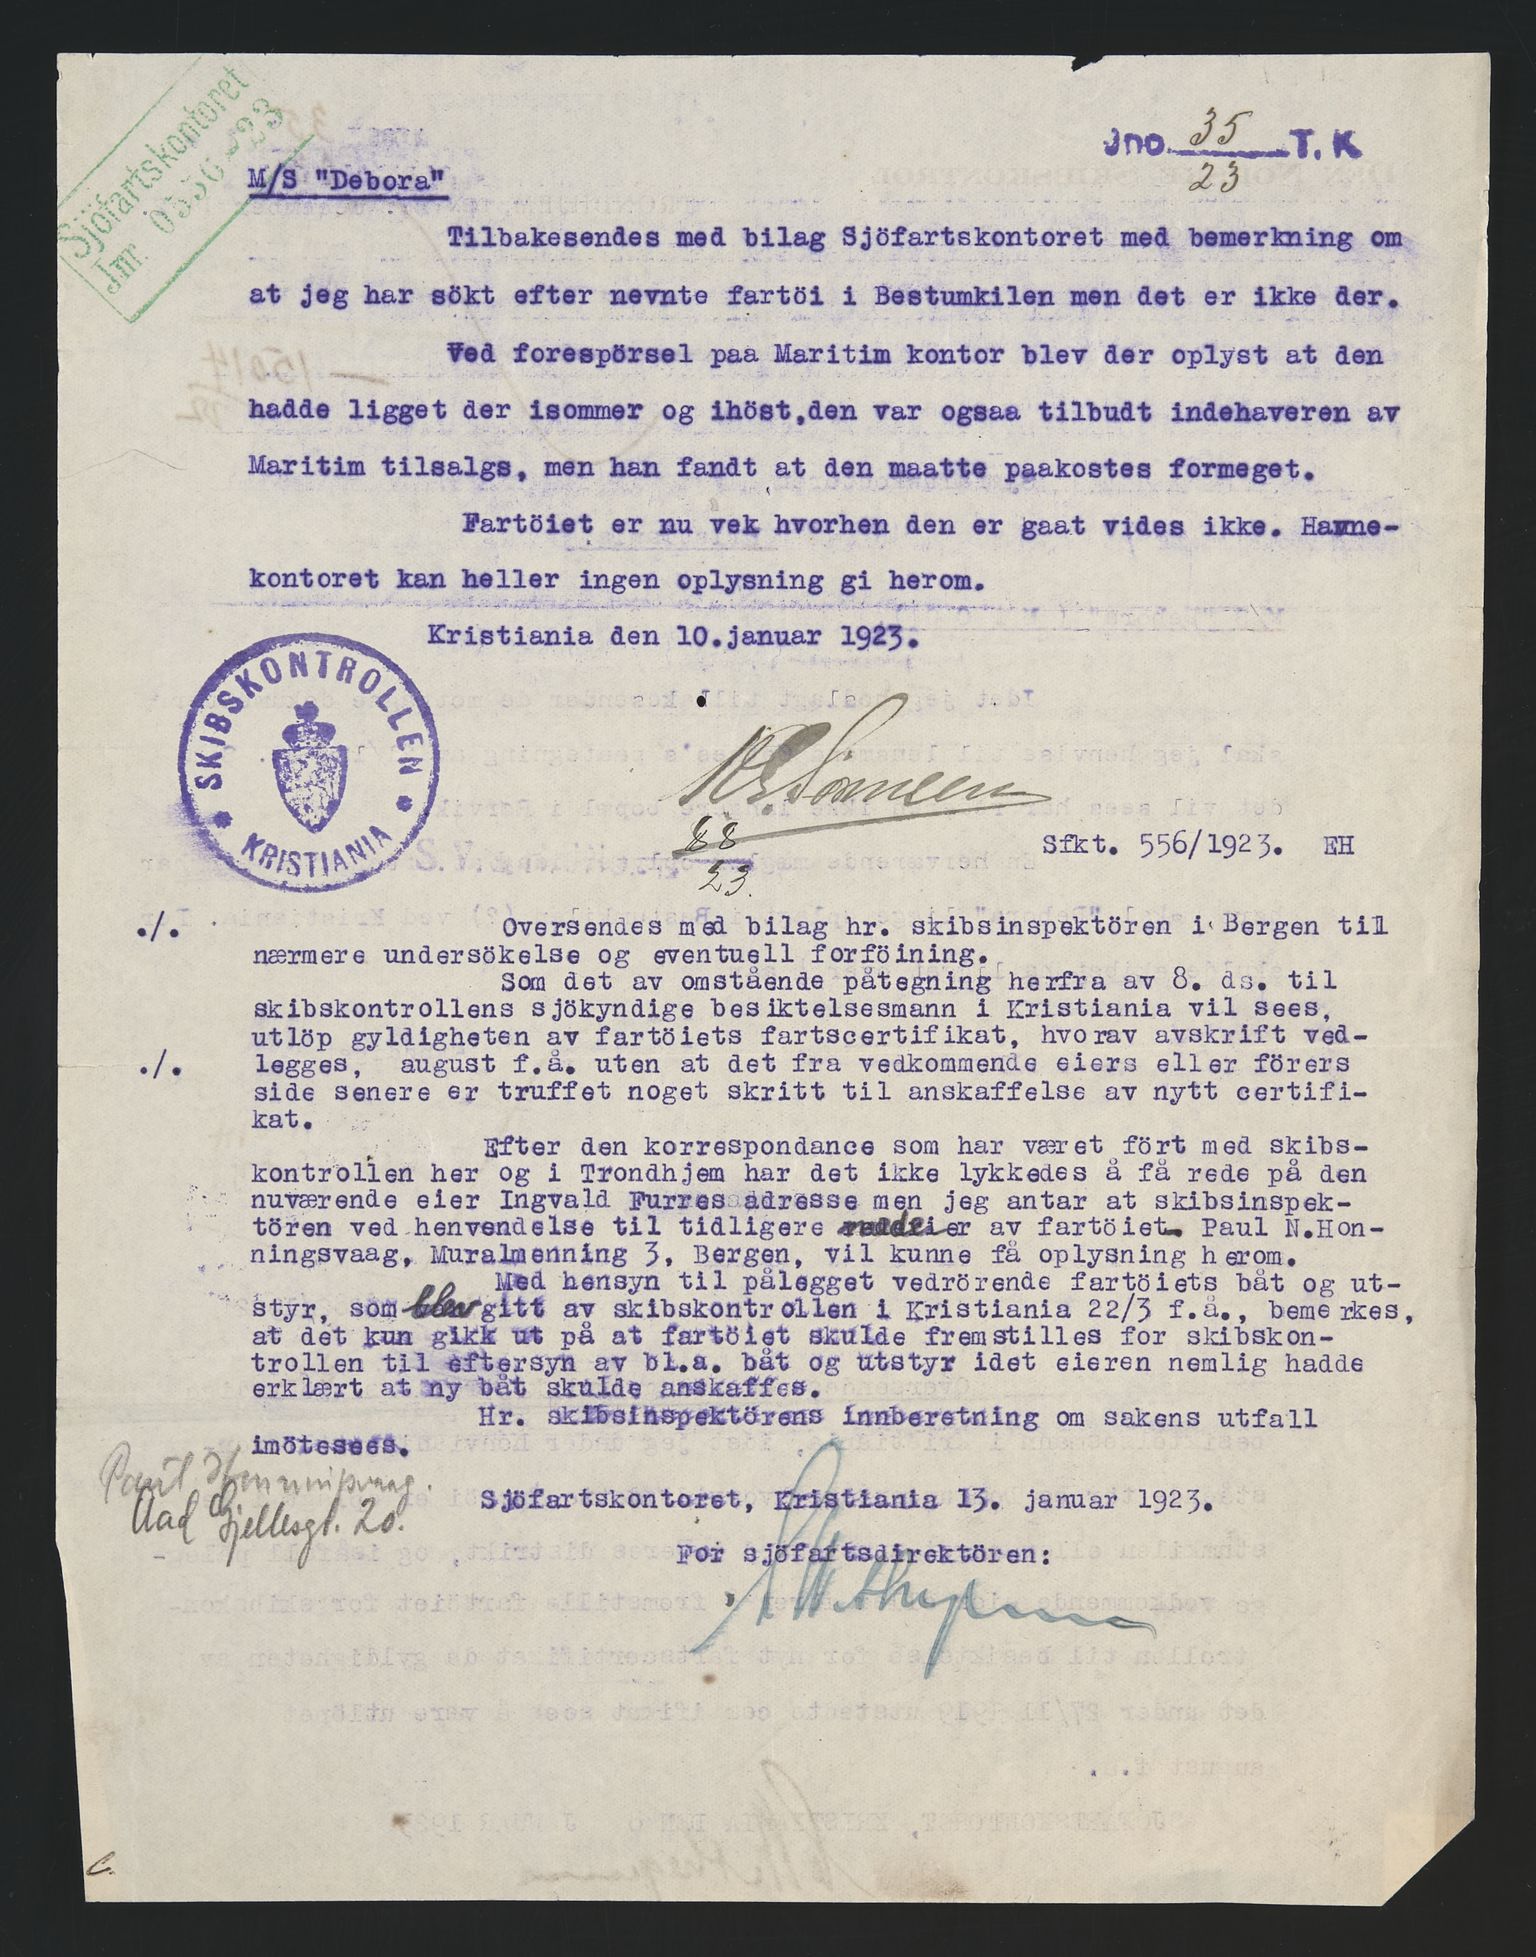 Sjöfartskontoret
Jnr. 0556 23
Jno. 35 T. K
23
M/S "Debora"
Tilbakesendes med bilag Sjöfartskontoret med bemerkning om
at jeg har sökt efter nevnte fartöi i Bestumkilen men det er ikke der.
Ved forespörsel paa Maritim kontor blev der oplyst at den
hadde ligget der isommer og ihöst,den var ogsaa tilbudt indehaveren av
Maritim tilsalgs, men han fandt at den maatte paakostes formeget.
Fartöiet er nu vek hvorhen den er gaat vides ikke. Havne-
kontoret kan heller ingen oplysning gi herom.
Kristiania den 10.januar 1923.
SKIBSKONTROLLEN
KRISTIANIA
88
23.
Sfkt. 556/1923. EH
./. Oversendes med bilag hr. skibsinspektören i Bergen till
nærmere undersökelse og eventuell forföining.
Som det av omstående påtegning herfra av 8. ds. til
skibskontrollens sjökyndige besiktelsesmann i Kristiania vil sees,
utlöp gyldigheten av fartöiets fartscertifikat, hvorav avskrift ved-
./. legges, august f.å. uten at det fra vedkommende eiers eller förers
side senere er truffet noget skritt til anskaffelse av nytt certifi-
kat.
Efter den korrespondance som har været fört med skibs-
kontrollen her og i Trondhjem har det ikke lykkedes å få rede på den
nuværende eier Ingvald Furres adresse men jeg antar at skibsinspek-
tören ved henvendelse til tidligere av fartöiet Paul N.Hon-
ningsvaag, Muralmenning 3, Bergen, vil kunne få oplysning herom.
Med hensyn til pålegget vedrörende fartöiets båt og ut-
styr, som blev gitt av skibskontrollen i Kristiania 22/3 f.å., bemerkes,
at det kun gikk ut på at fartöiet skulde fremstilles for skibskon-
trollen til eftersyn av bl.a. båt og utstyr idet eieren nemlig hadde
erklært at ny båt skulde anskaffes.
Hr. skibsinspektörens innberetning om sakens utfall
imötesees.
Paul Honningsvaag.
Aad Gjellesgt. 20.
Sjöfartskontoret, Kristiania 13. januar 1923.
For sjöfartsdirektören: